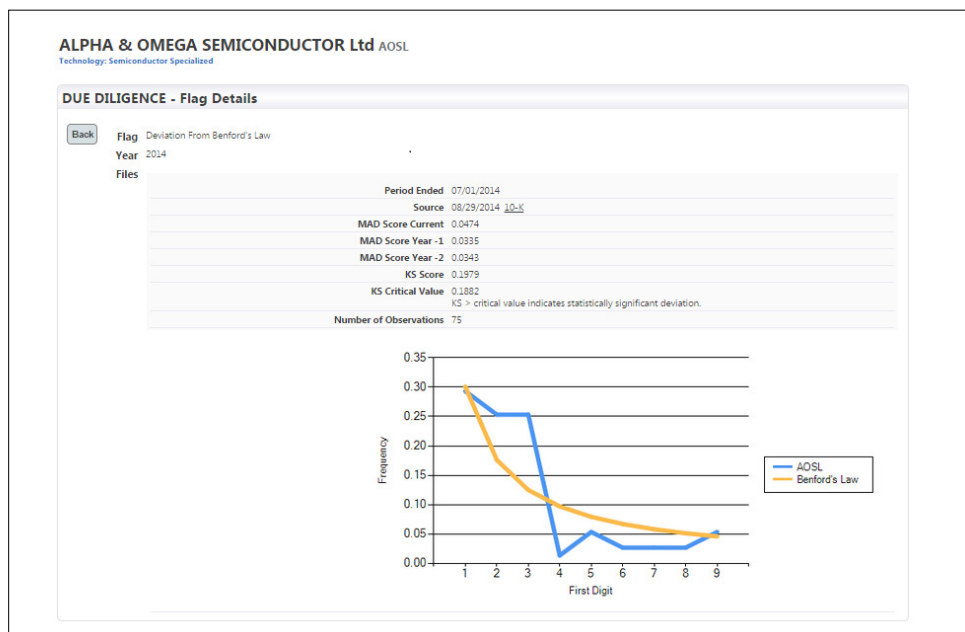 ALPHA & OMEGA SEMICONDUCTOR Ltd AOSL
Technology: Semiconductor Specialized
DUE DILIGENCE - Flag Details
Back
Flag Deviation From Benford's Law
Year 2014
Files
Period Ended 07/01/2014
Source 08/29/2014 10-K
MAD Score Current 0.0474
MAD Score Year -1 0.0335
MAD Score Year -2 0.0343
KS Score 0.1979
KS Critical Value 0.1882
KS > critical value indicates statistically significant deviation.
Number of Observations 75
0.35
0.30
0.25
0.20
0.15
0.10
0.05
0.00
Frequency
1 2 3 4 5 6 7 8 9
First Digit
AOSL
Benford's Law